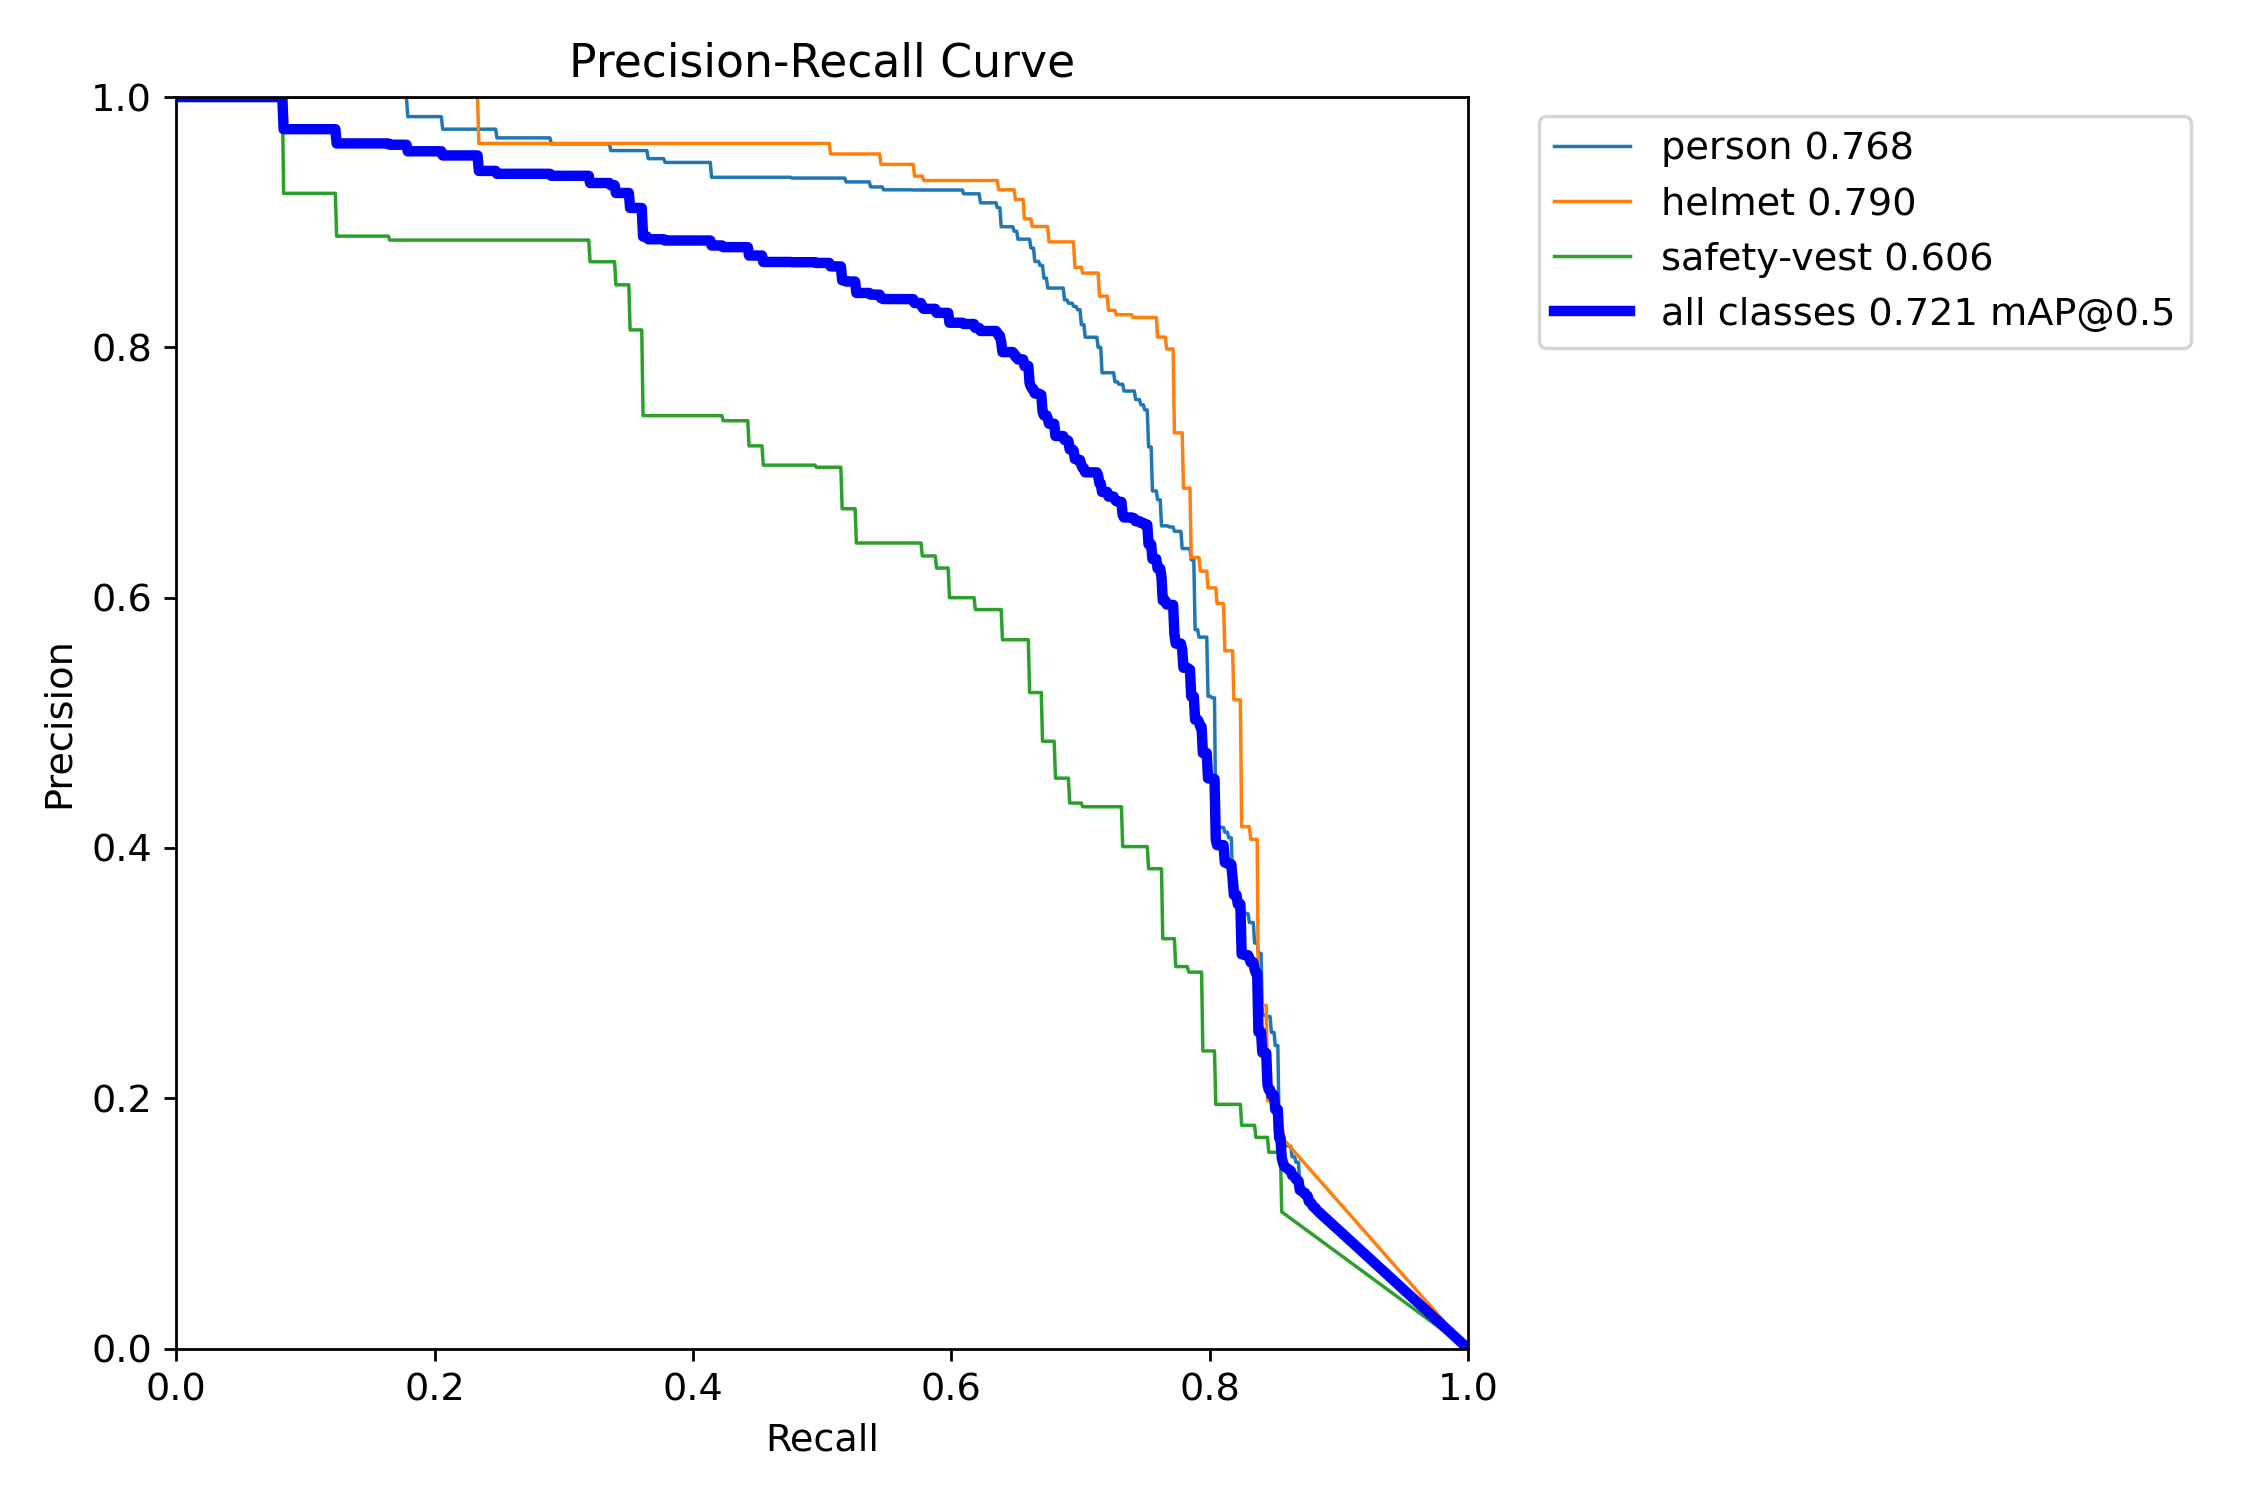 Precision-Recall Curve
person 0.768
helmet 0.790
safety-vest 0.606
all classes 0.721 mAP@0.5
Precision
1.0
0.8
0.6
0.4
0.2
0.0
0.0 0.2 0.4 0.6 0.8 1.0
Recall